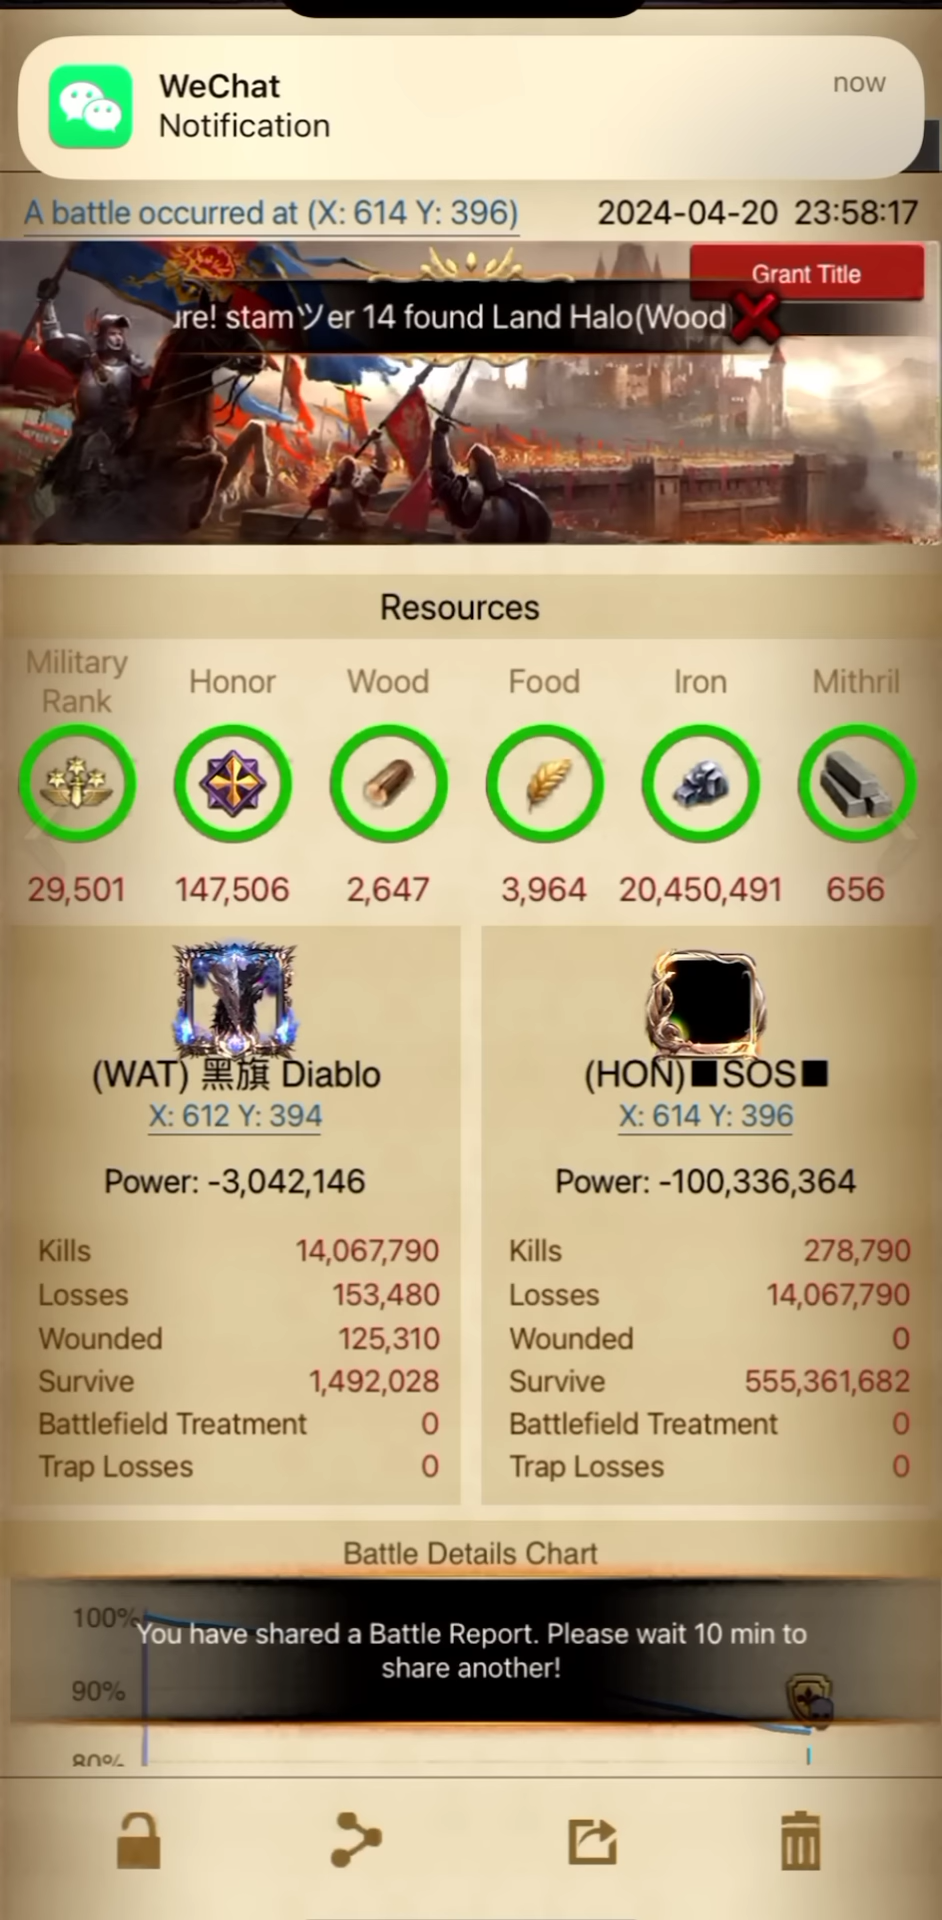 WeChat
now
Notification
A battle occurred at (X: 614 Y: 396)
2024-04-20 23:58:17
Grant Title
ure! stamツer 14 found Land Halo(Wood
Resources
Military Rank
Honor
Wood
Food
Iron
Mithril
29,501
147,506
2,647
3,964
20,450,491
656
(WAT) 黑旗 Diablo
X: 612 Y: 394
Power: -3,042,146
Kills 14,067,790
Losses 153,480
Wounded 125,310
Survive 1,492,028
Battlefield Treatment 0
Trap Losses 0
(HON)■SOS■
X: 614 Y: 396
Power: -100,336,364
Kills 278,790
Losses 14,067,790
Wounded 0
Survive 555,361,682
Battlefield Treatment 0
Trap Losses 0
Battle Details Chart
100%
You have shared a Battle Report. Please wait 10 min to
share another!
90%
80%